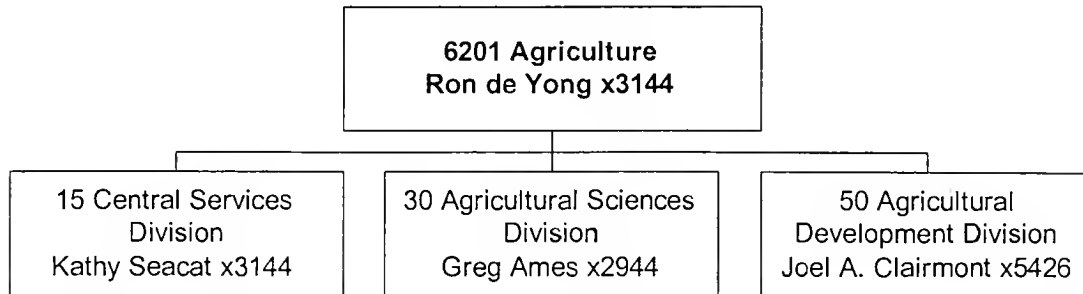 6201 Agriculture
Ron de Yong x3144
15 Central Services
Division
Kathy Seacat x3144
30 Agricultural Sciences
Division
Greg Ames x2944
50 Agricultural
Development Division
Joel A. Clairmont x5426